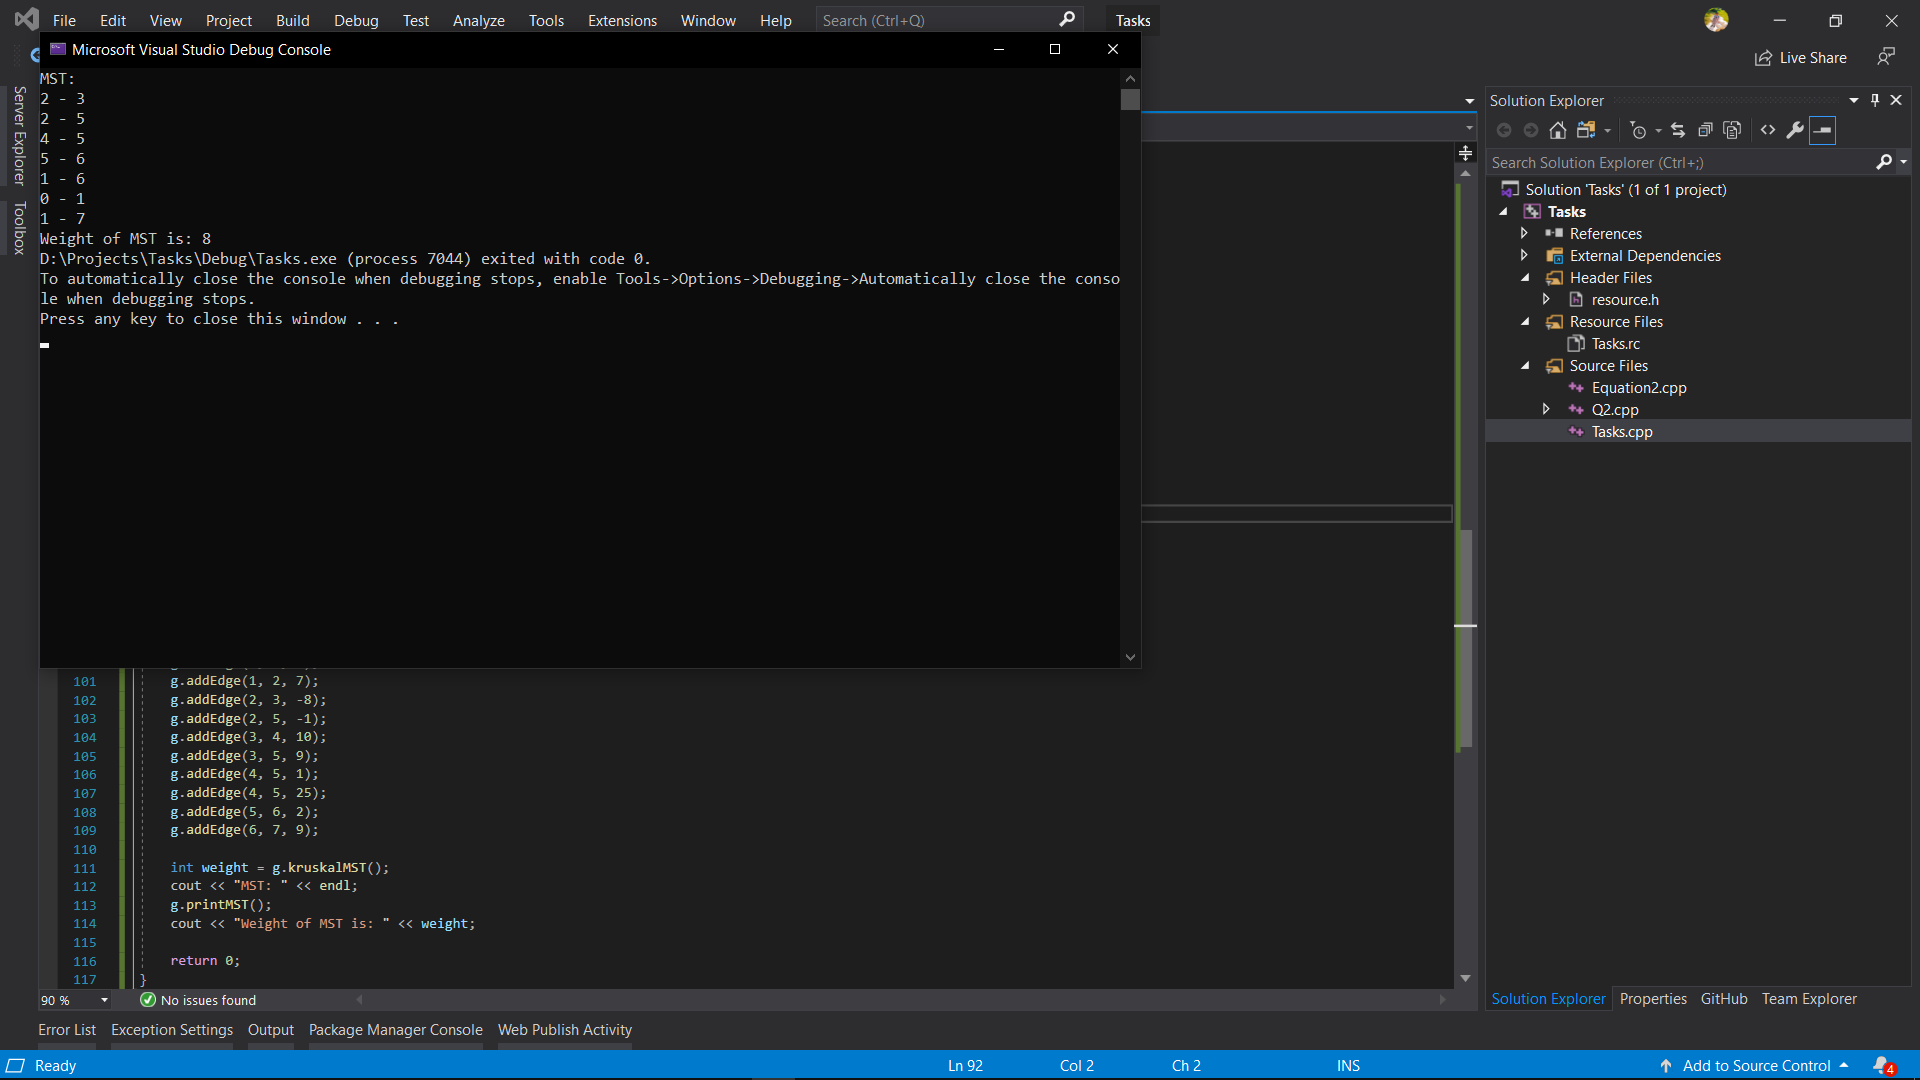 File Edit View Project Build Debug Test Analyze Tools Extensions Window Help Search (Ctrl+Q) Tasks
Live Share
Microsoft Visual Studio Debug Console
MST:
2 - 3
2 - 5
4 - 5
5 - 6
1 - 6
0 - 1
1 - 7
Weight of MST is: 8
D:\Projects\Tasks\Debug\Tasks.exe (process 7044) exited with code 0.
To automatically close the console when debugging stops, enable Tools->Options->Debugging->Automatically close the conso
le when debugging stops.
Press any key to close this window . . .
Server Explorer
Toolbox
101 g.addEdge(1, 2, 7);
102 g.addEdge(2, 3, -8);
103 g.addEdge(2, 5, -1);
104 g.addEdge(3, 4, 10);
105 g.addEdge(3, 5, 9);
106 g.addEdge(4, 5, 1);
107 g.addEdge(4, 5, 25);
108 g.addEdge(5, 6, 2);
109 g.addEdge(6, 7, 9);
110
111 int weight = g.kruskalMST();
112 cout << "MST: " << endl;
113 g.printMST();
114 cout << "Weight of MST is: " << weight;
115
116 return 0;
117 }
90 % No issues found
Solution Explorer
Search Solution Explorer (Ctrl+;)
Solution 'Tasks' (1 of 1 project)
Tasks
References
External Dependencies
Header Files
resource.h
Resource Files
Tasks.rc
Source Files
Equation2.cpp
Q2.cpp
Tasks.cpp
Solution Explorer Properties GitHub Team Explorer
Error List Exception Settings Output Package Manager Console Web Publish Activity
Ready Ln 92 Col 2 Ch 2 INS Add to Source Control 4